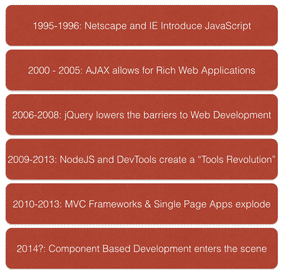 1995-1996: Netscape and IE Introduce JavaScript
2000 - 2005: AJAX allows for Rich Web Applications
2006-2008: jQuery lowers the barriers to Web Development
2009-2013: NodeJS and DevTools create a “Tools Revolution”
2010-2013: MVC Frameworks & Single Page Apps explode
2014?: Component Based Development enters the scene